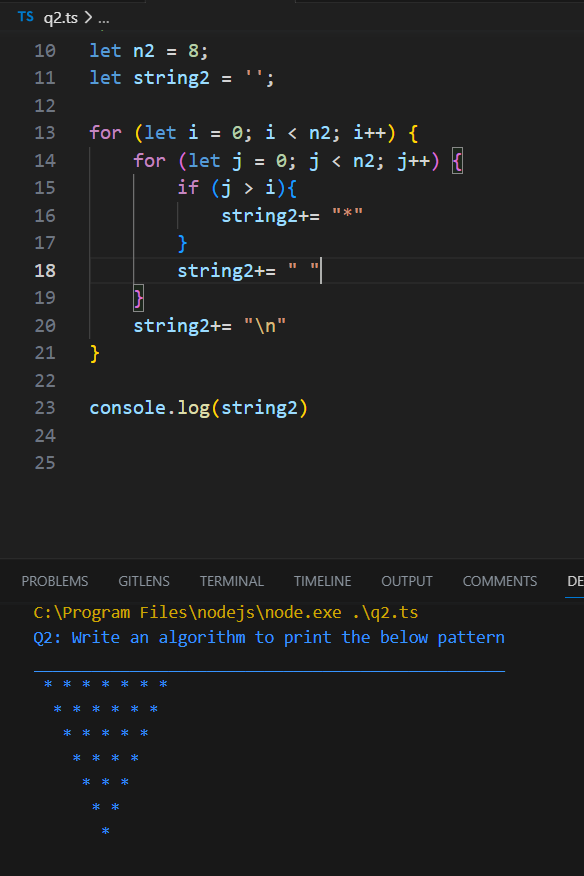 TS q2.ts > ...
10 let n2 = 8;
11 let string2 = '';
12
13 for (let i = 0; i < n2; i++) {
14     for (let j = 0; j < n2; j++) {
15         if (j > i){
16             string2+= "*"
17         }
18         string2+= " "
19     }
20     string2+= "\n"
21 }
22
23 console.log(string2)
24
25
PROBLEMS GITLENS TERMINAL TIMELINE OUTPUT COMMENTS DE
C:\Program Files\nodejs\node.exe .\q2.ts
Q2: Write an algorithm to print the below pattern
 * * * * * * *
  * * * * * *
   * * * * *
    * * * *
     * * *
      * *
       *